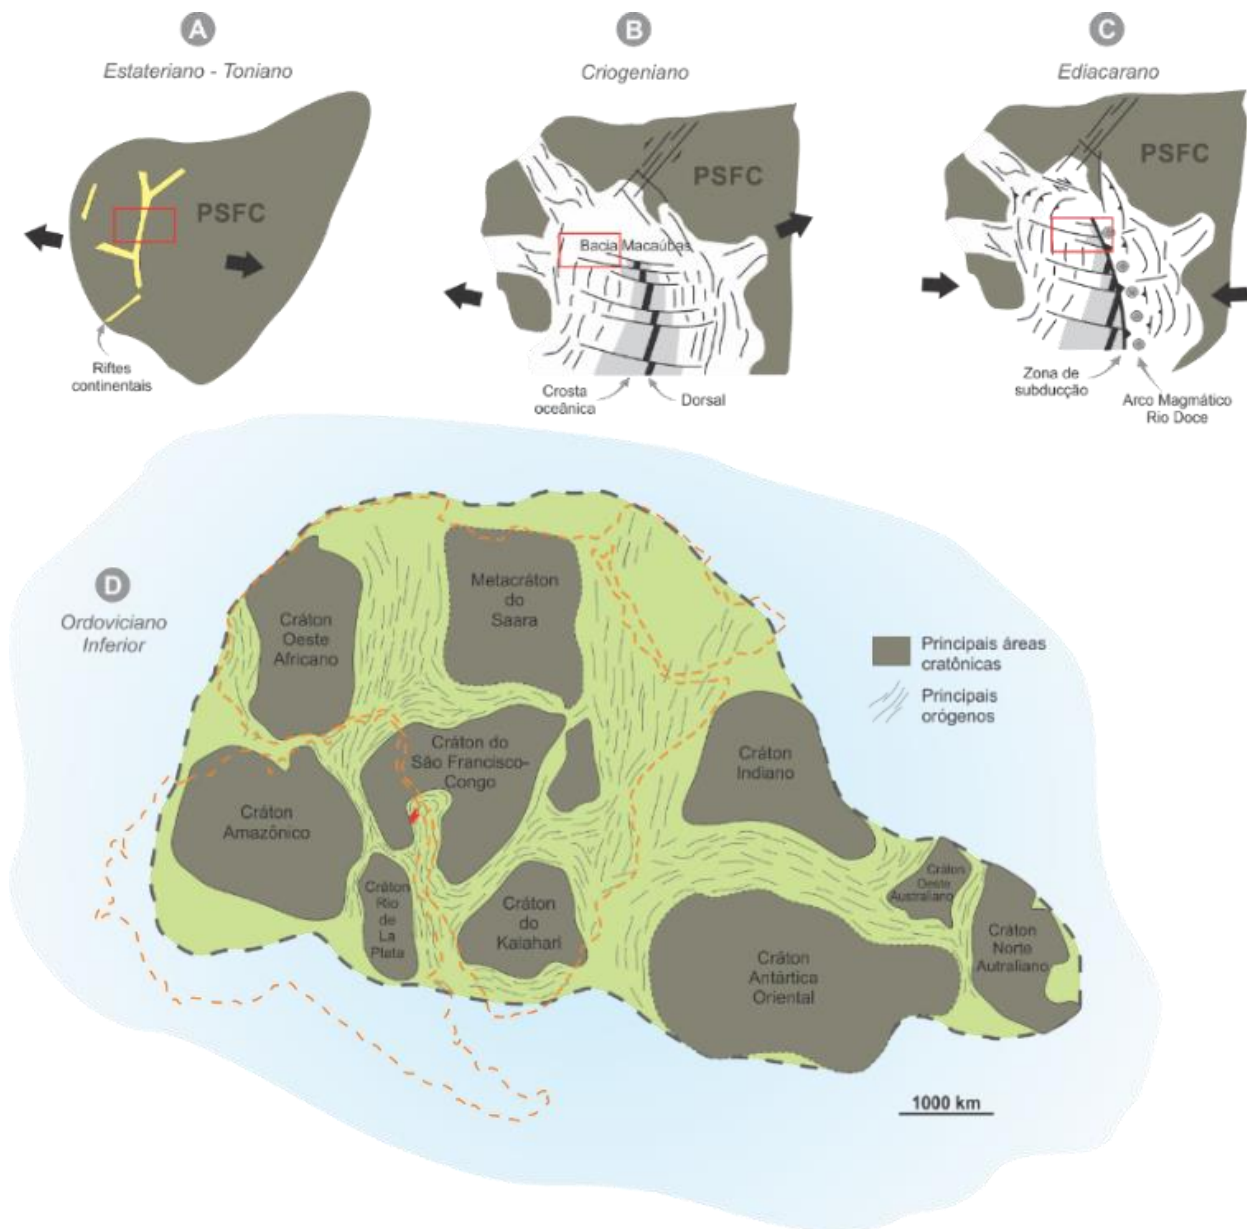 A
Estateriano - Toniano
PSFC
Riftes
continentais
B
Criogeniano
PSFC
Bacia Macaúbas
Crosta
oceânica
Dorsal
C
Ediacarano
PSFC
Zona de
subducção
Arco Magmático
Rio Doce
D
Ordoviciano
Inferior
Cráton
Oeste
Africano
Metacráton
do
Saara
Principais áreas
cratônicas
Principais
orógenos
Cráton do
São Francisco-
Congo
Cráton
Indiano
Cráton
Amazônico
Cráton
Rio
de
La
Plata
Cráton
do
Kalahari
Cráton
Oeste
Australiano
Cráton
Norte
Autraliano
Cráton
Antártica
Oriental
1000 km